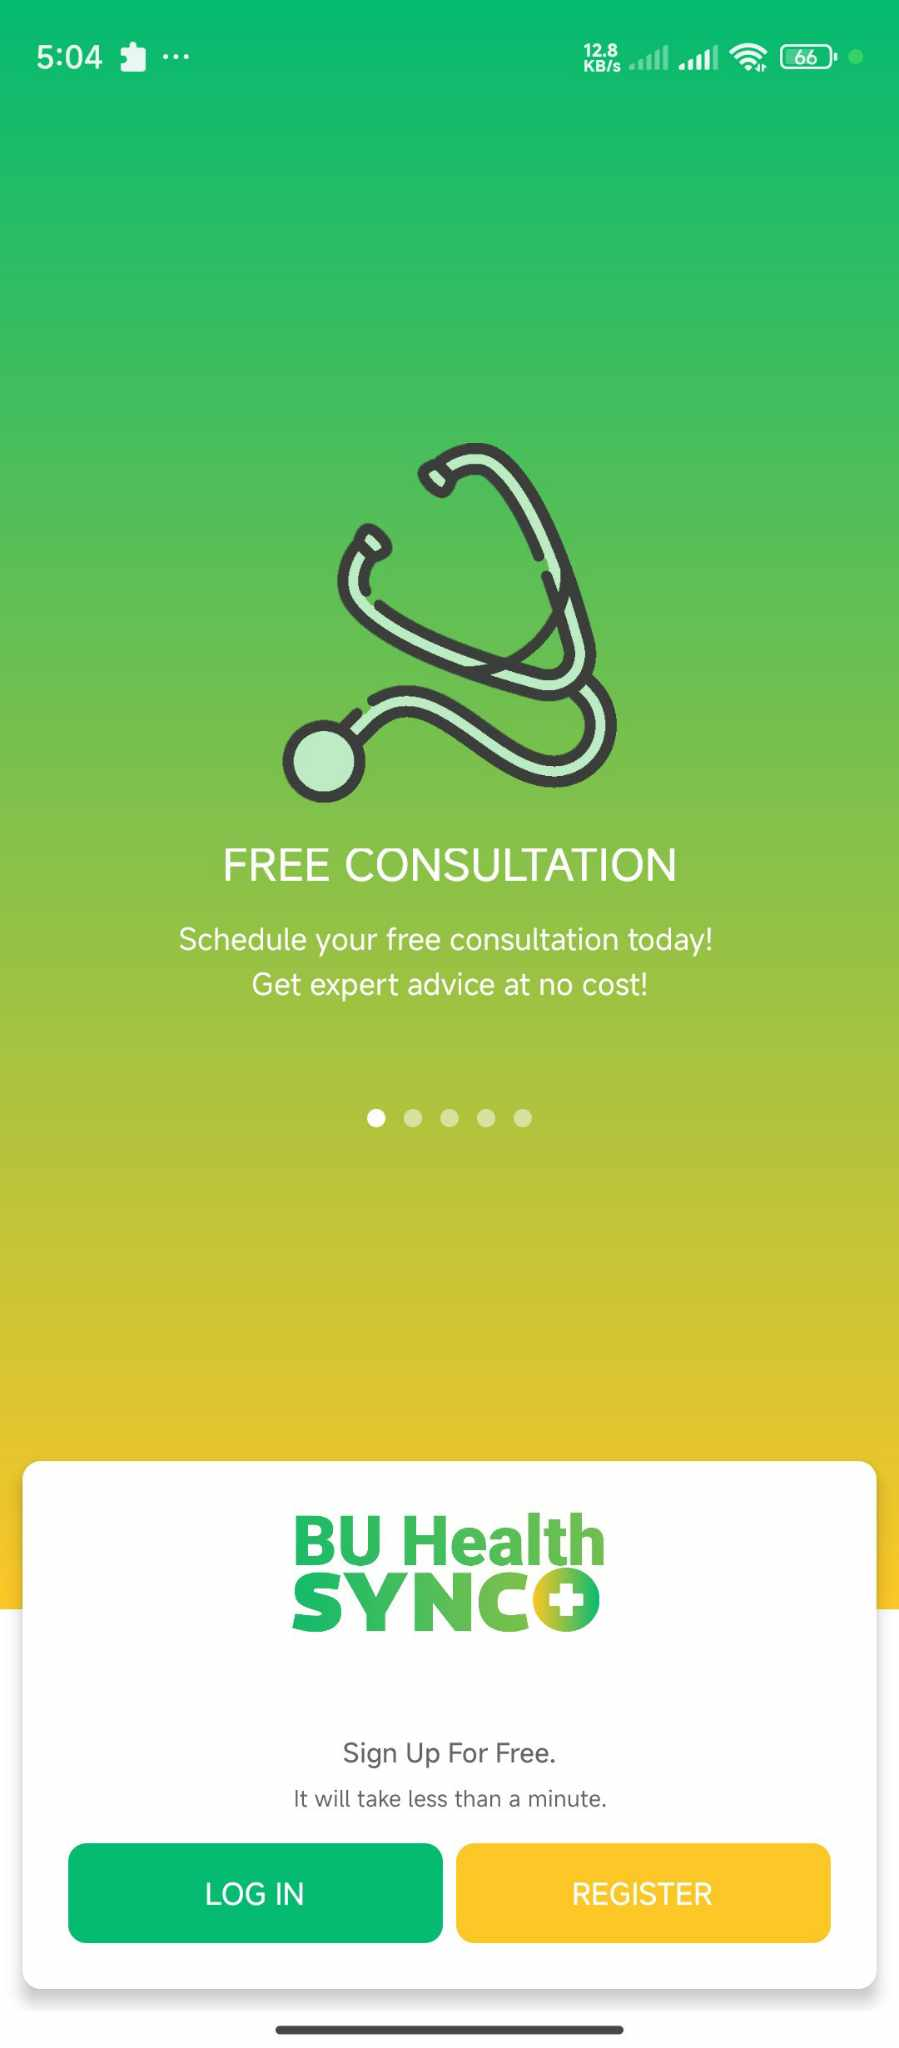 5:04
12.8
KB/s
66
FREE CONSULTATION
Schedule your free consultation today!
Get expert advice at no cost!
BU Health
SYNC
Sign Up For Free.
It will take less than a minute.
LOG IN
REGISTER